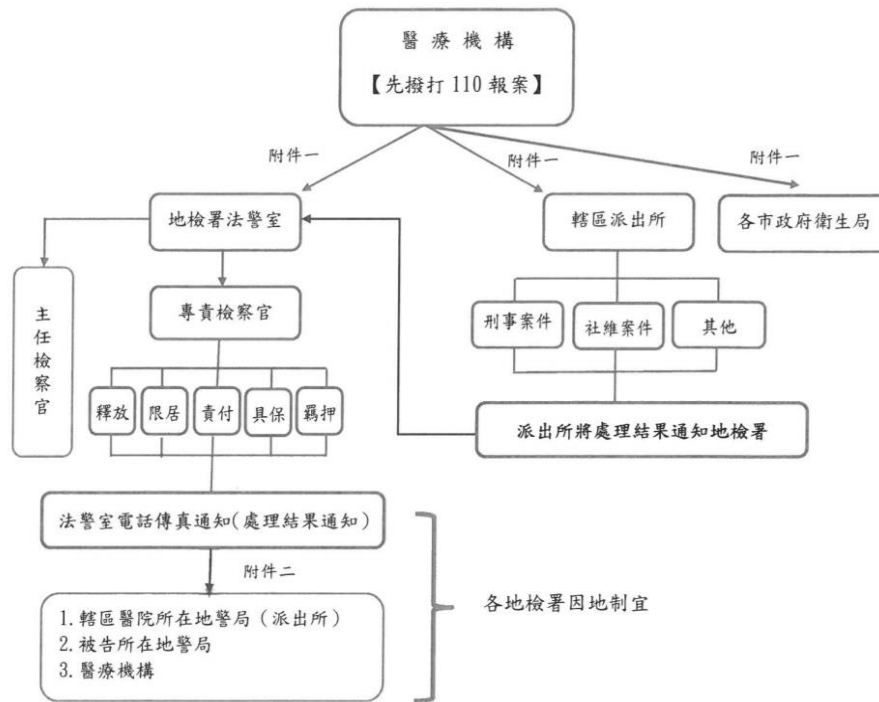 醫療機構
【先撥打110報案】
附件一
附件一
附件一
地檢署法警室
轄區派出所
各市政府衛生局
主任檢察官
專責檢察官
刑事案件
社維案件
其他
釋放
限居
責付
具保
羈押
派出所將處理結果通知地檢署
法警室電話傳真通知(處理結果通知)
附件二
各地檢署因地制宜
1.轄區醫院所在地警局（派出所）
2.被告所在地警局
3.醫療機構